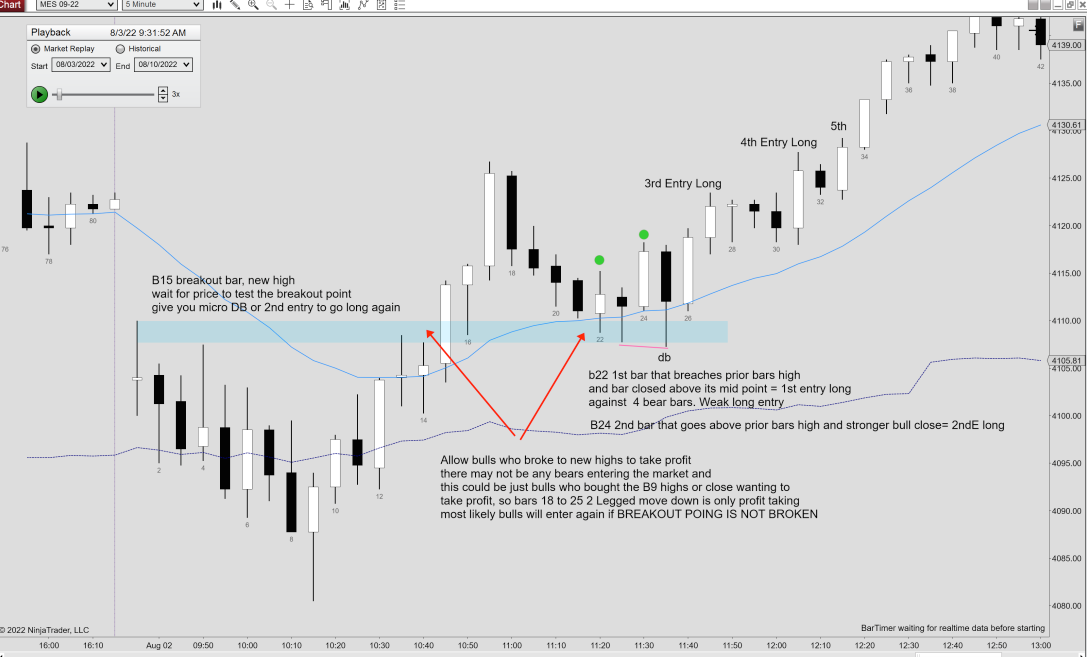 Chart
MES 09-22
5 Minute
Playback
8/3/22 9:31:52 AM
Market Replay
Historical
Start
08/03/2022
End
08/10/2022
3x
F
B15 breakout bar, new high
wait for price to test the breakout point
give you micro DB or 2nd entry to go long again
3rd Entry Long
4th Entry Long
5th
db
b22 1st bar that breaches prior bars high
and bar closed above its mid point = 1st entry long
against  4 bear bars. Weak long entry
B24 2nd bar that goes above prior bars high and stronger bull close= 2ndE long
Allow bulls who broke to new highs to take profit
there may not be any bears entering the market and
this could be just bulls who bought the B9 highs or close wanting to
take profit, so bars 18 to 25 2 Legged move down is only profit taking
most likely bulls will enter again if BREAKOUT POING IS NOT BROKEN
76
78
80
2
4
6
8
10
12
14
16
18
20
22
24
26
28
30
32
34
36
38
40
42
4139.00
4135.00
4130.61
4130.00
4125.00
4120.00
4115.00
4110.00
4105.81
4105.00
4100.00
4095.00
4090.00
4085.00
4080.00
© 2022 NinjaTrader, LLC
BarTimer waiting for realtime data before starting
16:00
16:10
Aug 02
09:50
10:00
10:10
10:20
10:30
10:40
10:50
11:00
11:10
11:20
11:30
11:40
11:50
12:00
12:10
12:20
12:30
12:40
12:50
13:00